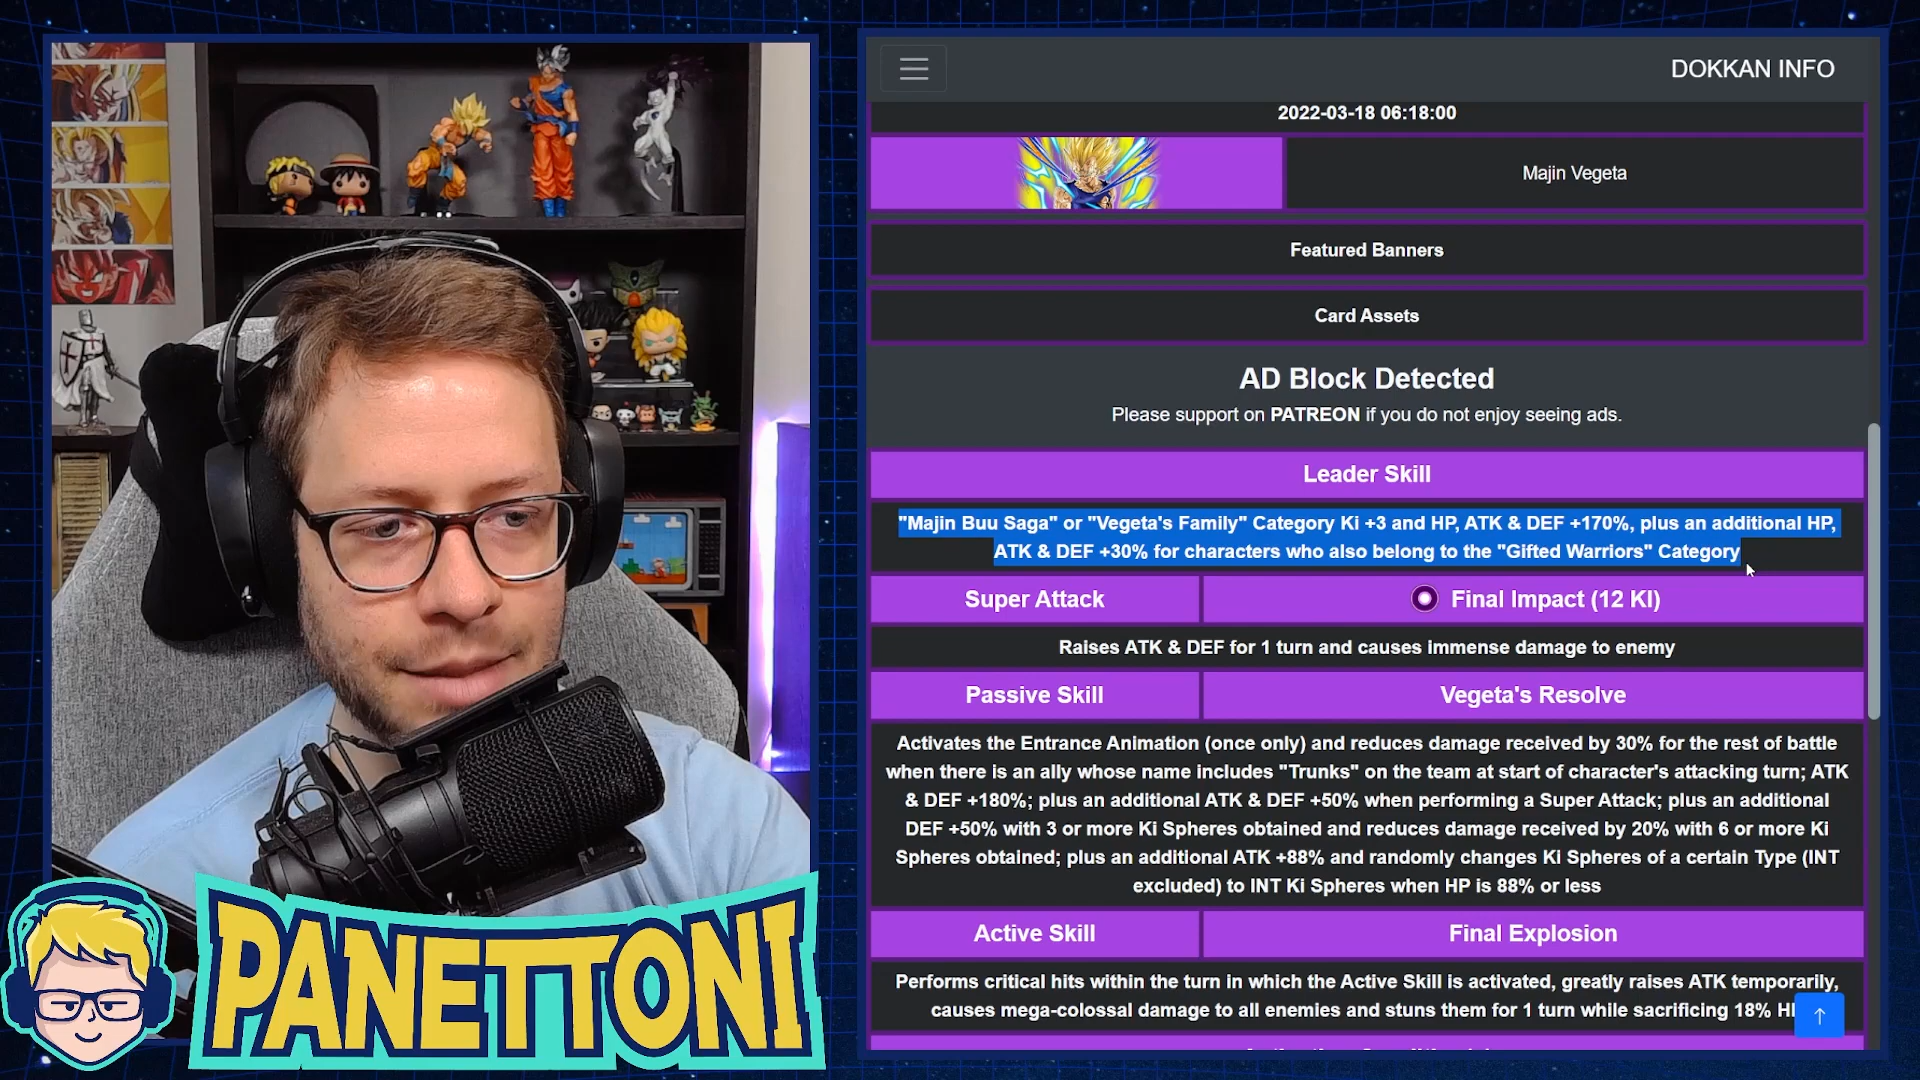 DOKKAN INFO
2022-03-18 06:18:00
Majin Vegeta
Featured Banners
Card Assets
AD Block Detected
Please support on PATREON if you do not enjoy seeing ads.
Leader Skill
"Majin Buu Saga" or "Vegeta's Family" Category Ki +3 and HP, ATK & DEF +170%, plus an additional HP,
ATK & DEF +30% for characters who also belong to the "Gifted Warriors" Category
Super Attack
Final Impact (12 KI)
Raises ATK & DEF for 1 turn and causes Immense damage to enemy
Passive Skill
Vegeta's Resolve
Activates the Entrance Animation (once only) and reduces damage received by 30% for the rest of battle
when there is an ally whose name includes "Trunks" on the team at start of character's attacking turn; ATK
& DEF +180%; plus an additional ATK & DEF +50% when performing a Super Attack; plus an additional
DEF +50% with 3 or more Ki Spheres obtained and reduces damage received by 20% with 6 or more Ki
Spheres obtained; plus an additional ATK +88% and randomly changes Ki Spheres of a certain Type (INT
excluded) to INT Ki Spheres when HP is 88% or less
Active Skill
Final Explosion
Performs critical hits within the turn in which the Active Skill is activated, greatly raises ATK temporarily,
causes mega-colossal damage to all enemies and stuns them for 1 turn while sacrificing 18%
PANETTONI